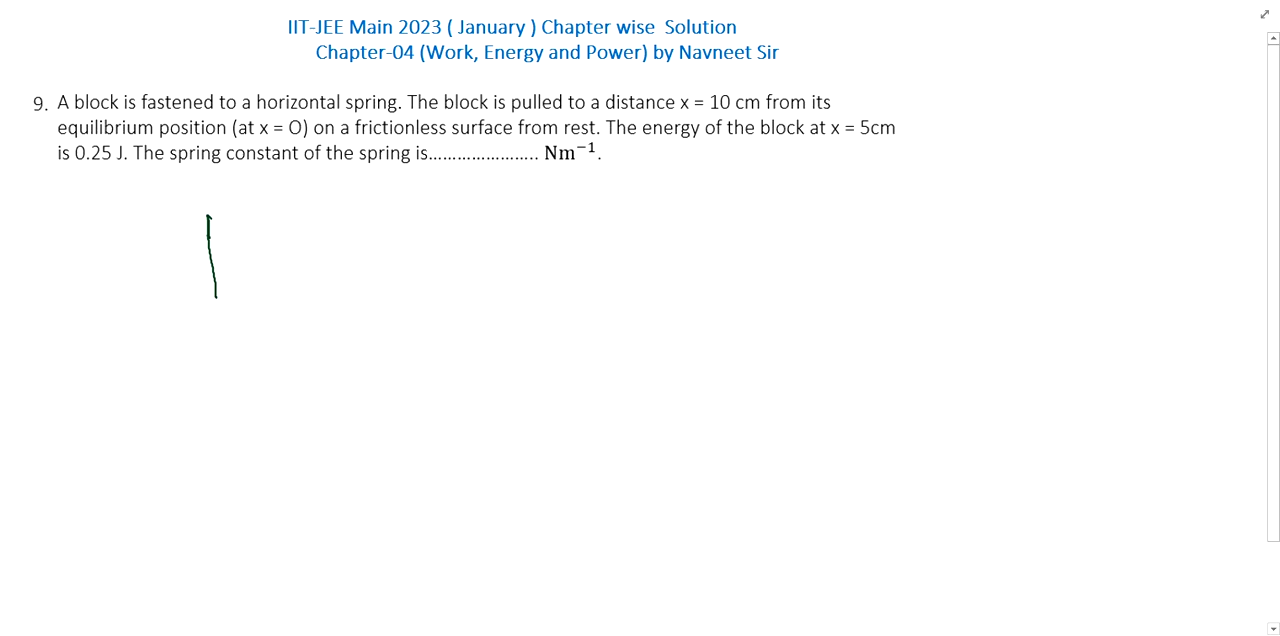 IIT-JEE Main 2023 ( January ) Chapter wise Solution
Chapter-04 (Work, Energy and Power) by Navneet Sir
9. A block is fastened to a horizontal spring. The block is pulled to a distance x = 10 cm from its
equilibrium position (at x = O) on a frictionless surface from rest. The energy of the block at x = 5cm
is 0.25 J. The spring constant of the spring is...................... Nm⁻¹.